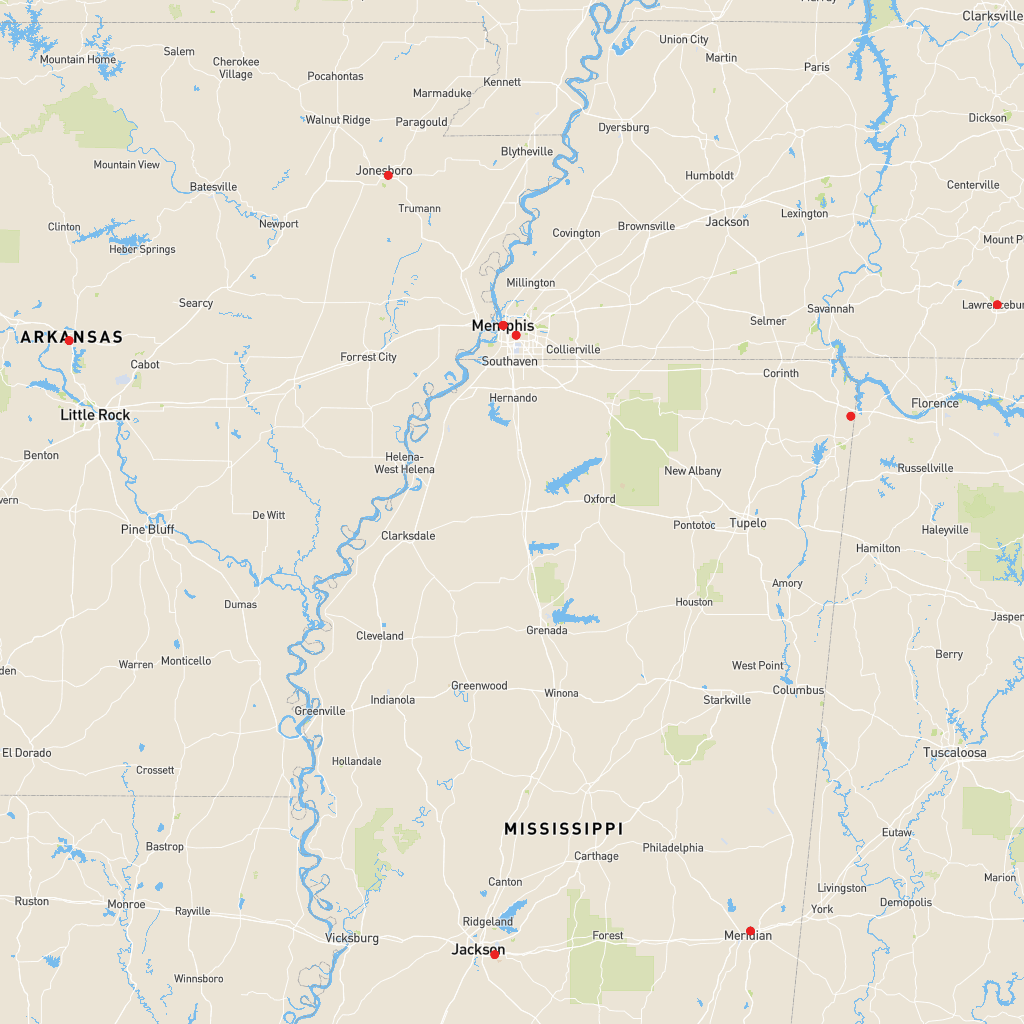 Clarksville
Union City
Salem
Mountain Home
Martin
Cherokee
Village
Paris
Pocahontas
Kennett
Marmaduke
Dickson
Walnut Ridge
Paragould
Dyersburg
Blytheville
Mountain View
Jonesboro
Humboldt
Batesville
Centerville
Trumann
Lexington
Jackson
Newport
Clinton
Brownsville
Covington
Mount Pl
Heber Springs
Millington
Searcy
Lawrenceburg
Savannah
Selmer
Memphis
ARKANSAS
Collierville
Forrest City
Southaven
Cabot
Corinth
Hernando
Florence
Little Rock
Benton
Helena-
West Helena
Russellville
New Albany
Oxford
vern
De Witt
Pontotoc
Tupelo
Pine Bluff
Haleyville
Clarksdale
Hamilton
Amory
Houston
Dumas
Jasper
Grenada
Cleveland
Berry
Monticello
Warren
West Point
den
Greenwood
Columbus
Winona
Indianola
Starkville
Greenville
El Dorado
Tuscaloosa
Hollandale
Crossett
MISSISSIPPI
Eutaw
Bastrop
Philadelphia
Carthage
Marion
Canton
Livingston
Ruston
Monroe
Demopolis
Rayville
York
Ridgeland
Vicksburg
Forest
Meridian
Jackson
Winnsboro